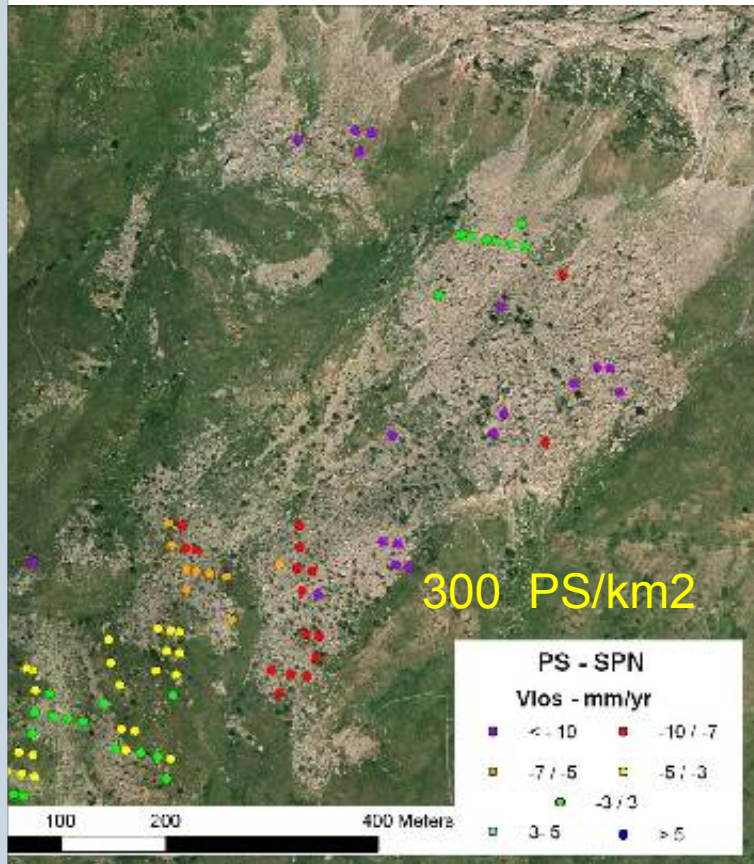 300 PS/km2
PS - SPN
Vlos - mm/yr
< - 10 -10 / -7
-7 / -5 -5 / -3
-3 / 3
3- 5 > 5
100 200 400 Meters